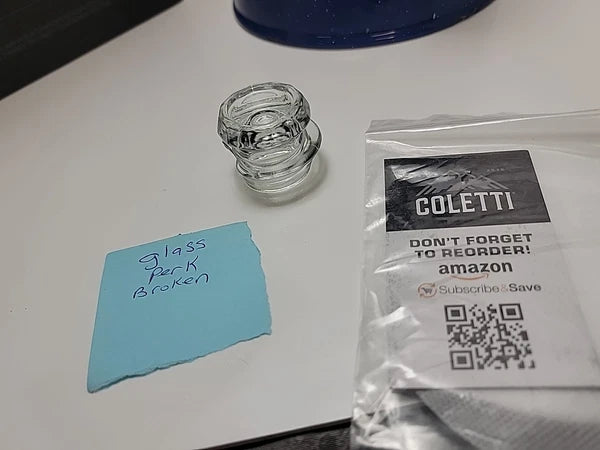 glass
Perk
Broken
COLETTI
DON'T FORGET
TO REORDER!
amazon
Subscribe&Save